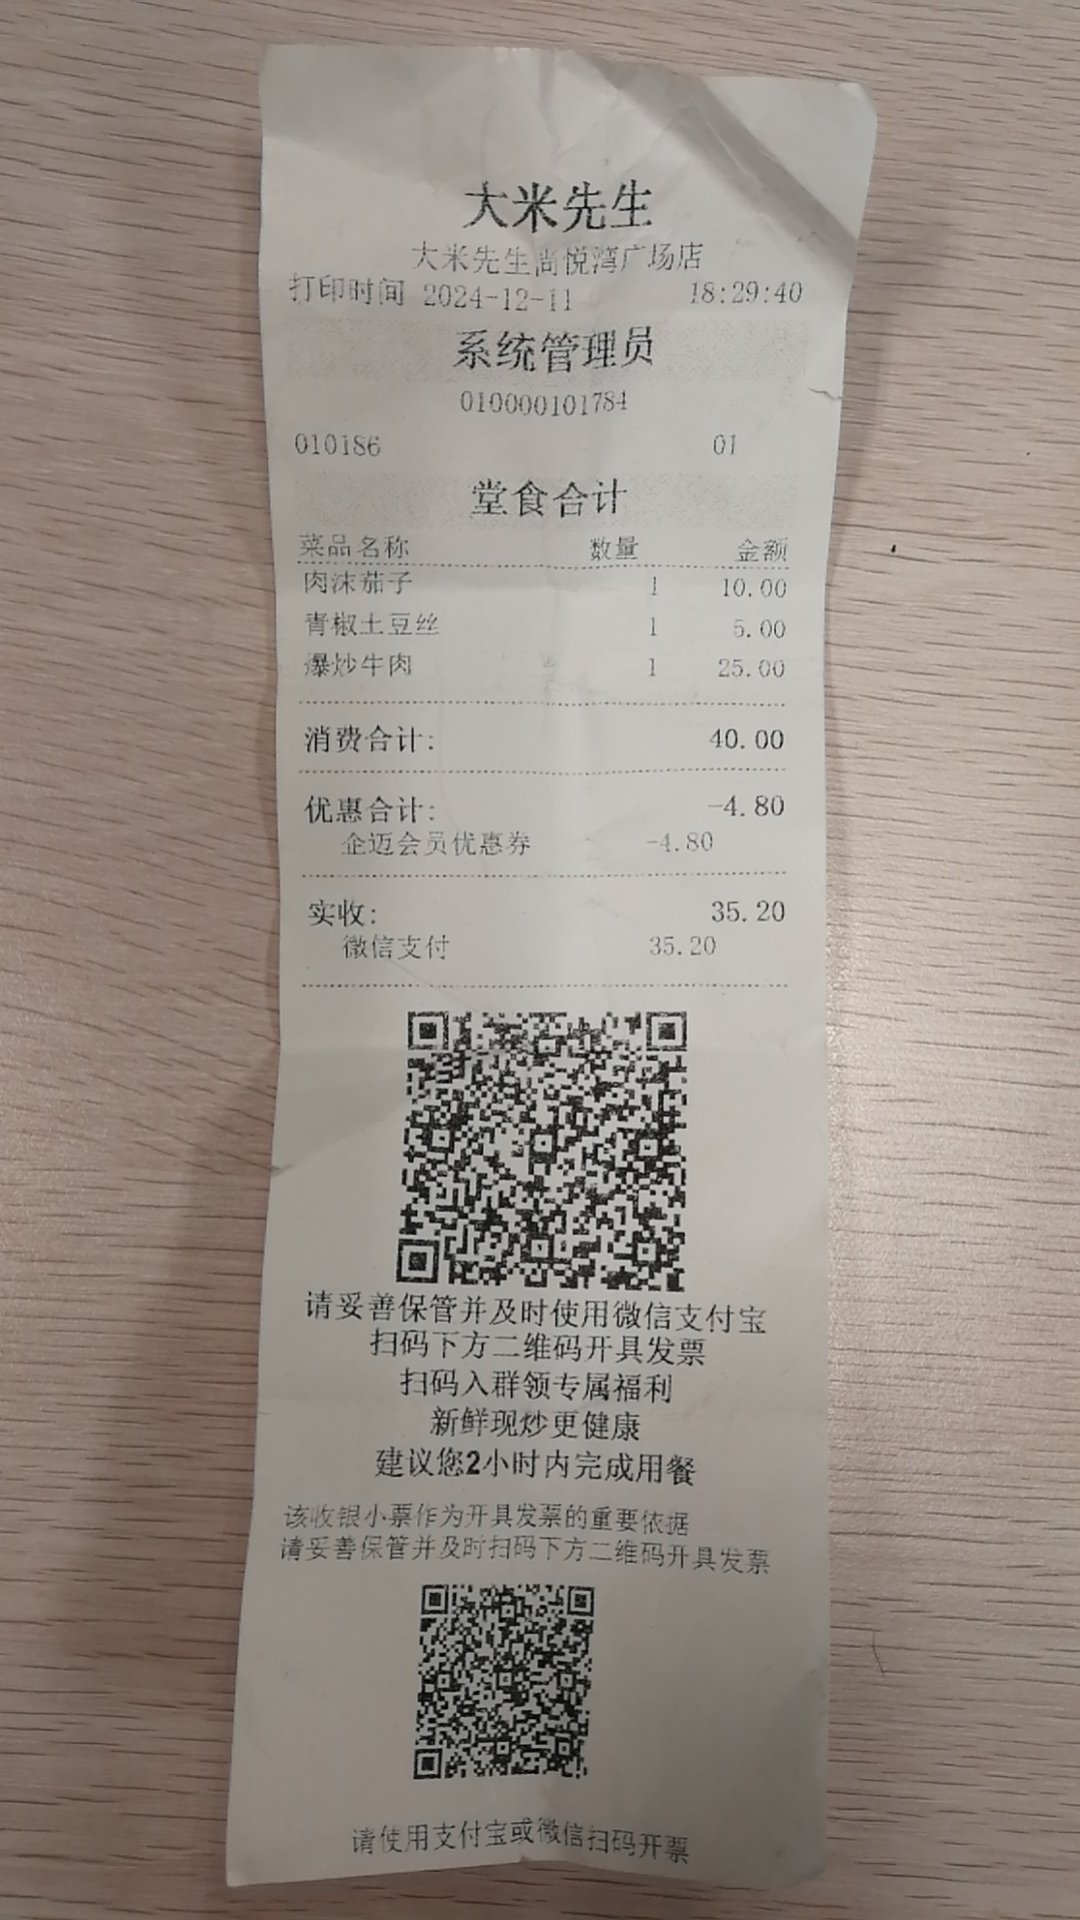 大米先生
大米先生尚悦湾广场店
打印时间 2024-12-11 18:29:40
系统管理员
010000101784
010186 01
堂食合计
菜品名称 数量 金额
肉沫茄子 1 10.00
青椒土豆丝 1 5.00
爆炒牛肉 1 25.00
消费合计: 40.00
优惠合计: -4.80
企迈会员优惠券 -4.80
实收: 35.20
微信支付 35.20
请妥善保管并及时使用微信支付宝
扫码下方二维码开具发票
扫码入群领专属福利
新鲜现炒更健康
建议您2小时内完成用餐
该收银小票作为开具发票的重要依据
请妥善保管并及时扫码下方二维码开具发票
请使用支付宝或微信扫码开票